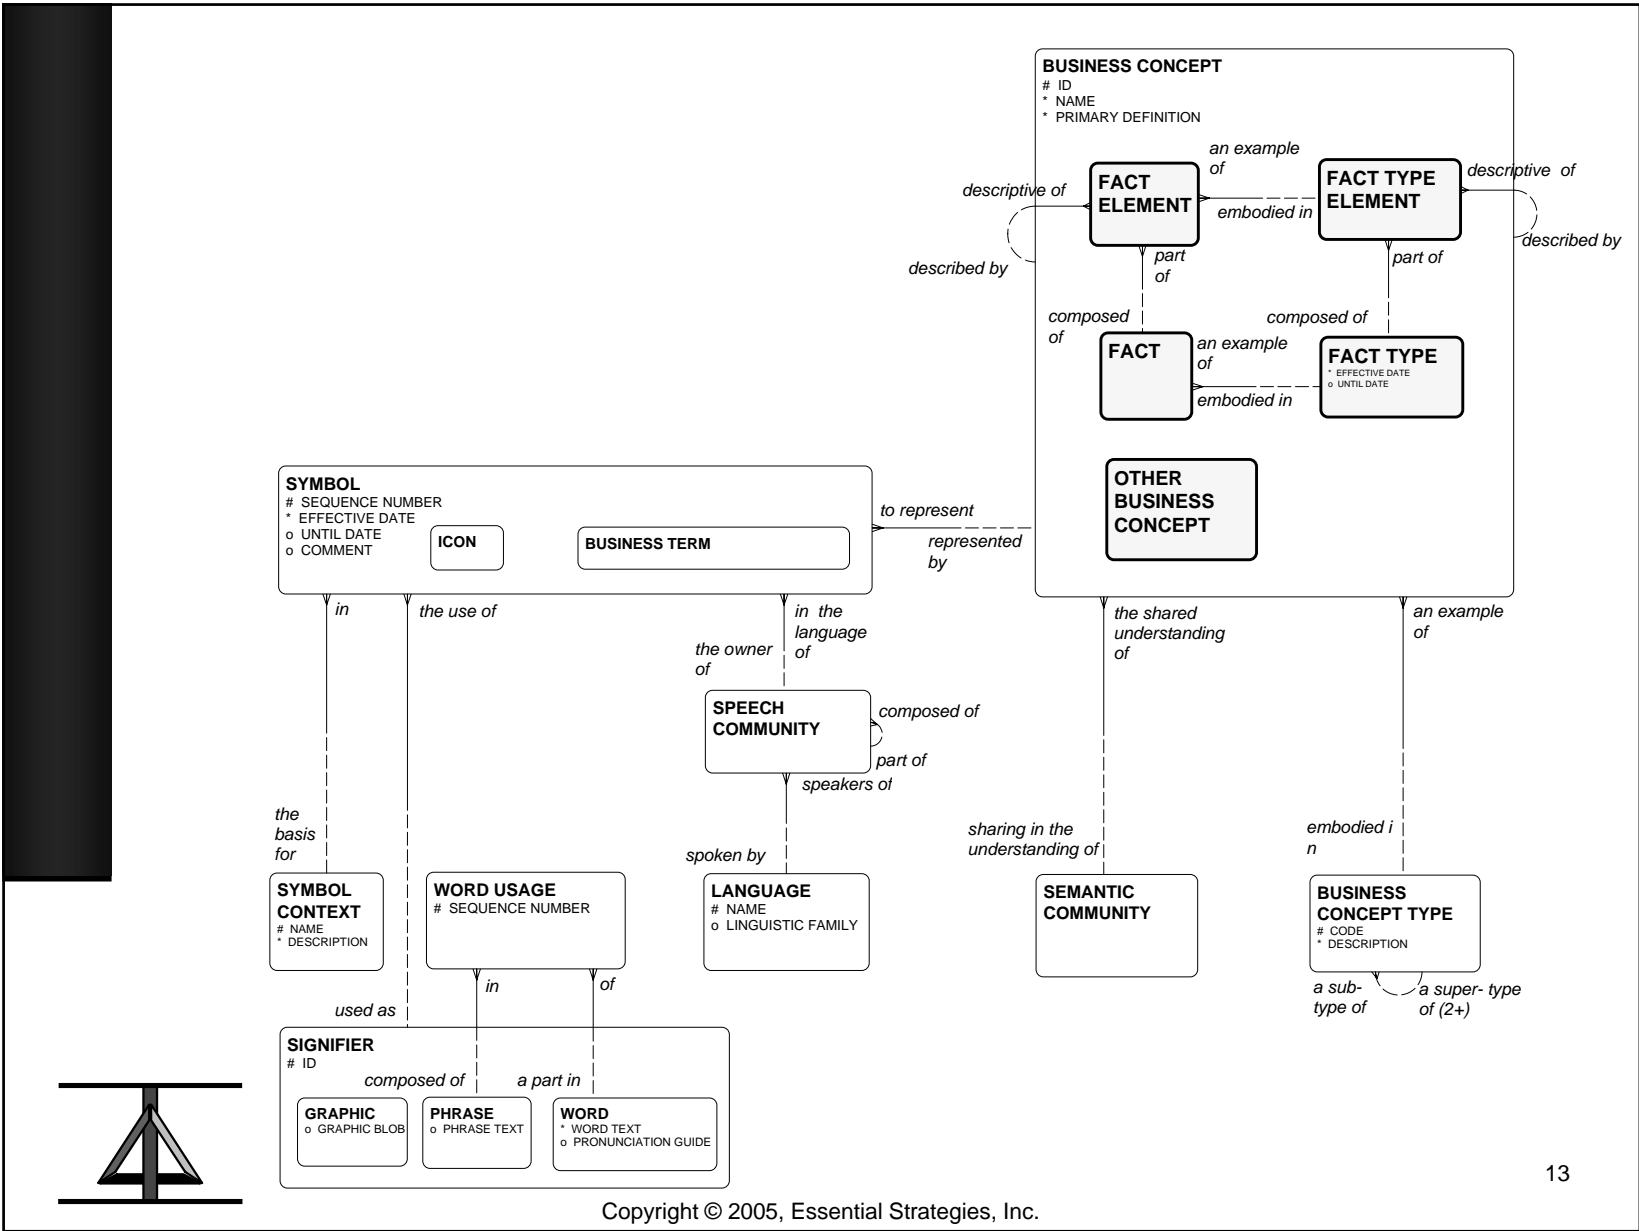 BUSINESS CONCEPT
# ID
* NAME
* PRIMARY DEFINITION
an example
of
descriptive of
FACT
ELEMENT
embodied in
FACT TYPE
ELEMENT
descriptive of
described by
described by
part
of
part of
composed
of
composed of
FACT
an example
of
embodied in
FACT TYPE
* EFFECTIVE DATE
o UNTIL DATE
OTHER
BUSINESS
CONCEPT
SYMBOL
# SEQUENCE NUMBER
* EFFECTIVE DATE
o UNTIL DATE
o COMMENT
ICON
BUSINESS TERM
to represent
represented
by
in
the use of
in the
language
of
the owner
of
the shared
understanding
of
an example
of
SPEECH
COMMUNITY
composed of
part of
speakers of
the
basis
for
spoken by
sharing in the
understanding of
embodied i
n
SYMBOL
CONTEXT
# NAME
* DESCRIPTION
WORD USAGE
# SEQUENCE NUMBER
LANGUAGE
# NAME
o LINGUISTIC FAMILY
SEMANTIC
COMMUNITY
BUSINESS
CONCEPT TYPE
# CODE
* DESCRIPTION
in
of
a sub-
type of
a super- type
of (2+)
used as
SIGNIFIER
# ID
composed of
a part in
GRAPHIC
o GRAPHIC BLOB
PHRASE
o PHRASE TEXT
WORD
* WORD TEXT
o PRONUNCIATION GUIDE
13
Copyright © 2005, Essential Strategies, Inc.